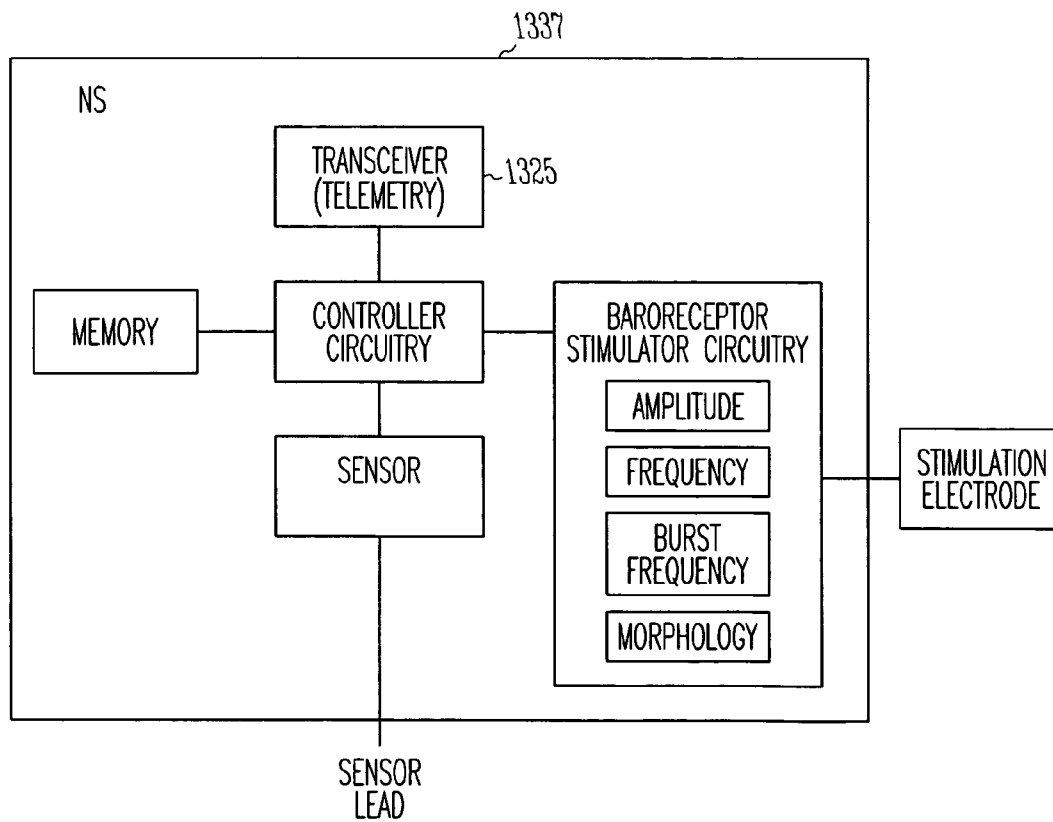 1337
NS
TRANSCEIVER
(TELEMETRY)
1325
MEMORY
CONTROLLER
CIRCUITRY
SENSOR
BARORECEPTOR
STIMULATOR CIRCUITRY
AMPLITUDE
FREQUENCY
BURST
FREQUENCY
MORPHOLOGY
STIMULATION
ELECTRODE
SENSOR
LEAD